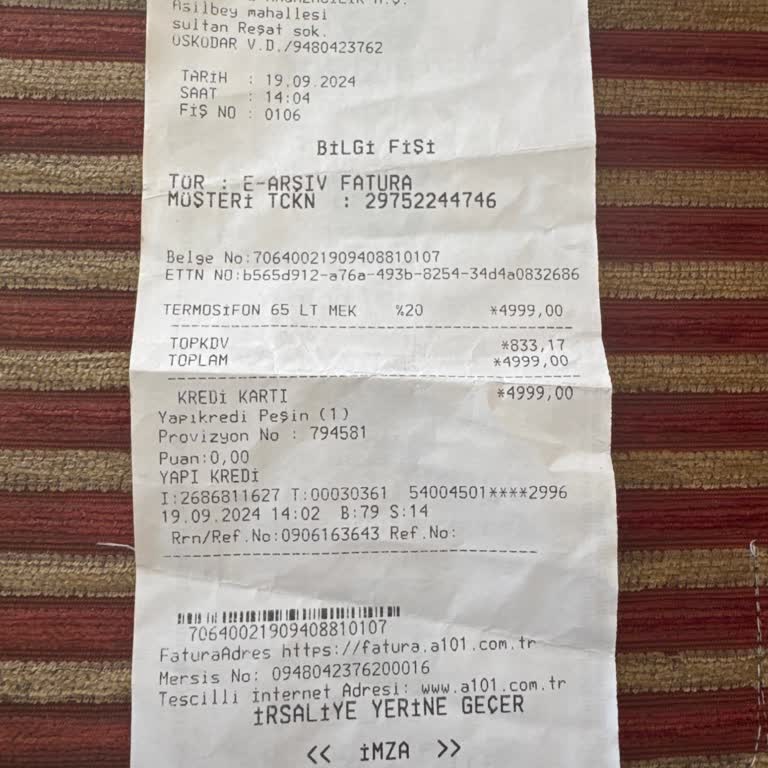 Asilbey mahallesi
sultan Reşat sok.
ÜSKÜDAR V.D./9480423762
TARİH : 19.09.2024
SAAT : 14:04
FİŞ NO : 0106
BİLGİ FİŞİ
TÜR : E-ARŞIV FATURA
MÜŞTERİ TCKN : 29752244746
Belge No:70640021909408810107
ETTN NO:b565d912-a76a-493b-8254-34d4a0832686
TERMOSİFON 65 LT MEK %20 *4999,00
TOPKDV *833,17
TOPLAM *4999,00
KREDİ KARTI *4999,00
Yapıkredi Peşin (1)
Provizyon No : 794581
Puan:0,00
YAPI KREDİ
I:2686811627 T:00030361 54004501****2996
19.09.2024 14:02 B:79 S:14
Rrn/Ref.No:0906163643 Ref.No:
70640021909408810107
FaturaAdres https://fatura.a101.com.tr
Mersis No: 0948042376200016
Tescilli internet Adresi: www.a101.com.tr
İRSALİYE YERİNE GEÇER
<< İMZA >>